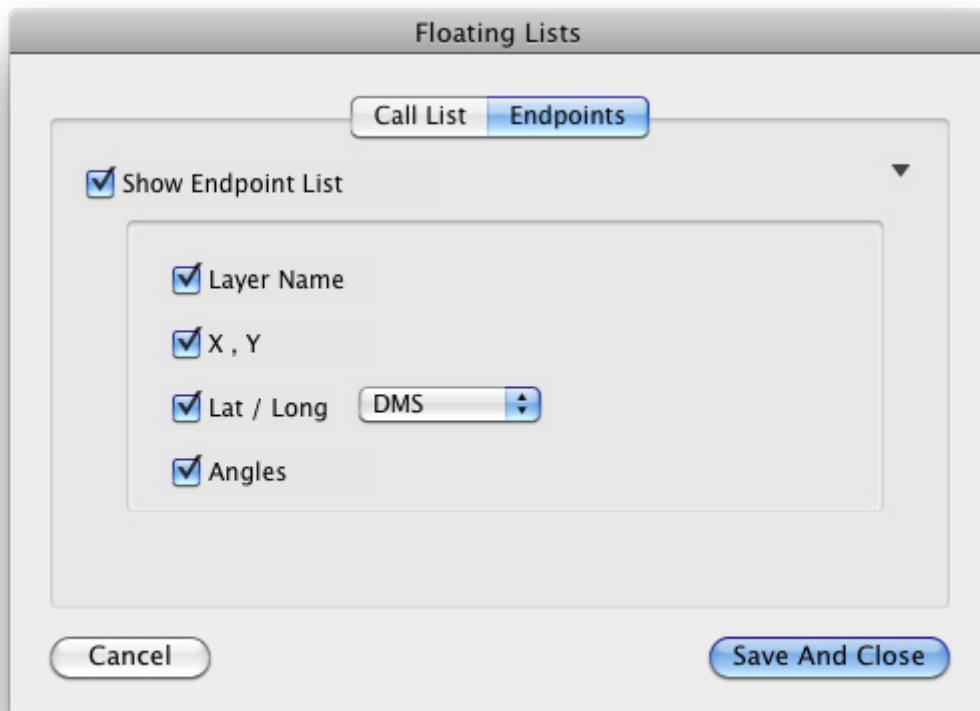 Floating Lists
Call List Endpoints
Show Endpoint List
Layer Name
X , Y
Lat / Long DMS
Angles
Cancel Save And Close